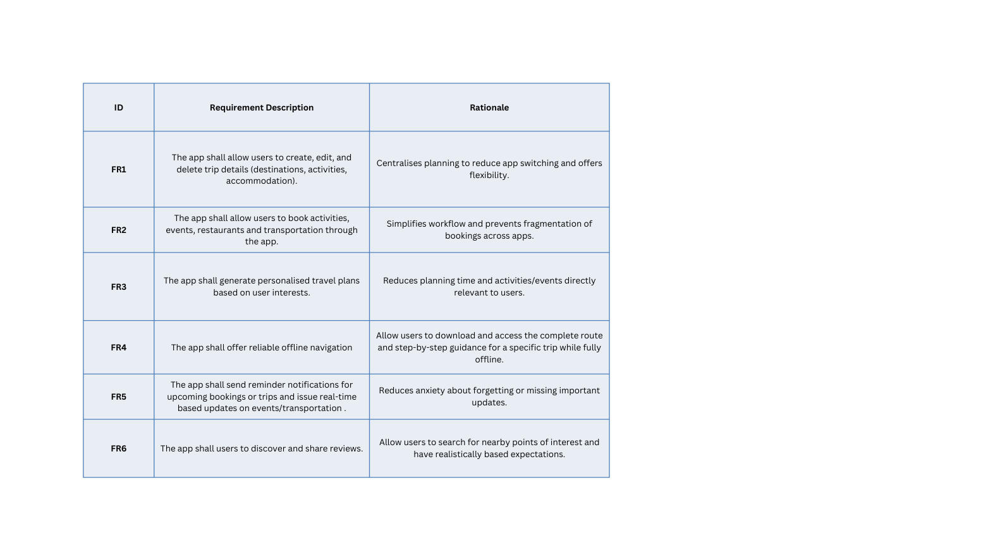 ID Requirement Description Rationale
FR1
The app shall allow users to create, edit, and
delete trip details (destinations, activities,
accommodation).
Centralises planning to reduce app switching and offers
flexibility.
FR2
The app shall allow users to book activities,
events, restaurants and transportation through
the app.
Simplifies workflow and prevents fragmentation of
bookings across apps.
FR3
The app shall generate personalised travel plans
based on user interests.
Reduces planning time and activities/events directly
relevant to users.
FR4
The app shall offer reliable offline navigation
Allow users to download and access the complete route
and step-by-step guidance for a specific trip while fully
offline.
FR5
The app shall send reminder notifications for
upcoming bookings or trips and issue real-time
based updates on events/transportation .
Reduces anxiety about forgetting or missing important
updates.
FR6
The app shall users to discover and share reviews.
Allow users to search for nearby points of interest and
have realistically based expectations.